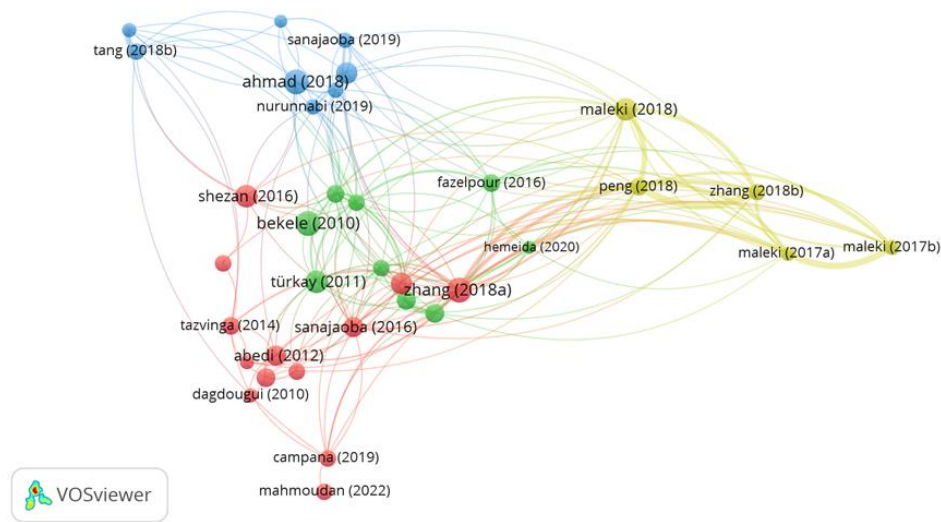 sanajaoba (2019)
tang (2018b)
ahmad (2018)
nurunnabi (2019)
maleki (2018)
fazelpour (2016)
peng (2018)
zhang (2018b)
shezan (2016)
bekele (2010)
hemeida (2020)
maleki (2017a)
maleki (2017b)
türkay (2011)
zhang (2018a)
tazvinga (2014)
sanajaoba (2016)
abedi (2012)
dagdougui (2010)
campana (2019)
mahmoudan (2022)
VOSviewer